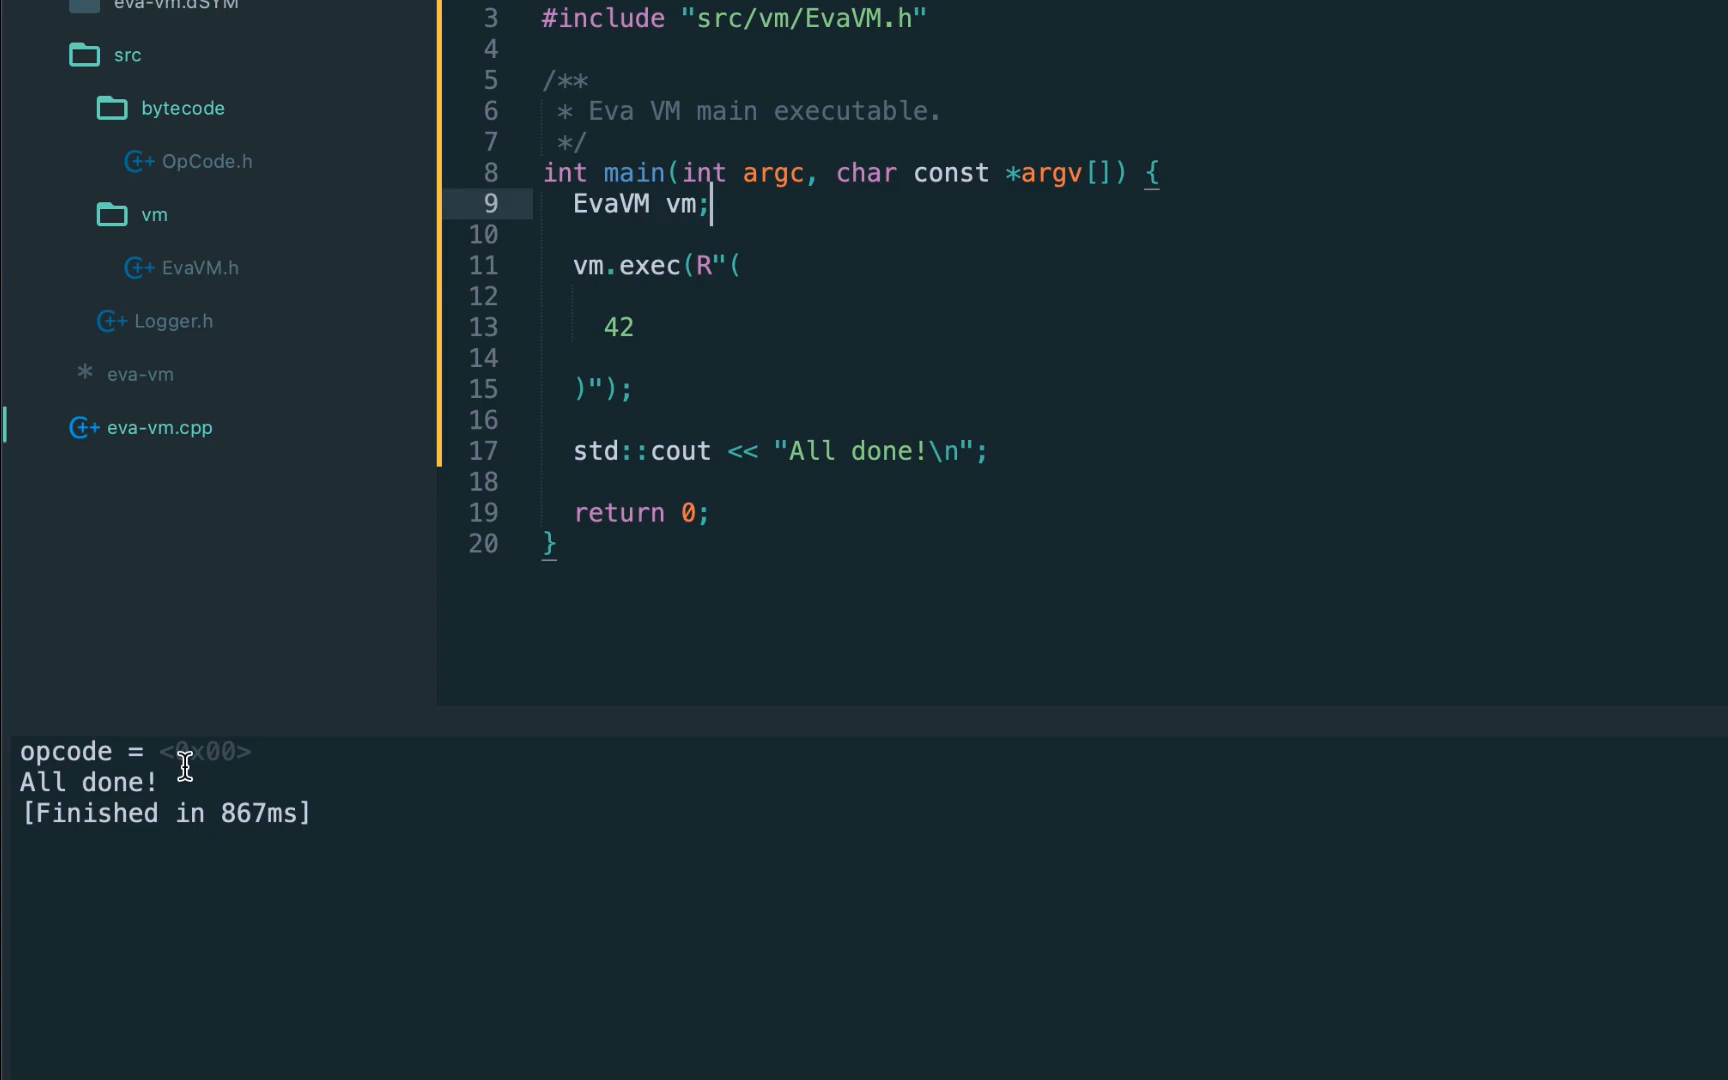 eva-vm.dSYM
src
bytecode
OpCode.h
vm
EvaVM.h
Logger.h
* eva-vm
eva-vm.cpp
3 #include "src/vm/EvaVM.h"
4
5 /**
6 * Eva VM main executable.
7 */
8 int main(int argc, char const *argv[]) {
9 EvaVM vm;
10
11 vm.exec(R"(
12
13 42
14
15 )");
16
17 std::cout << "All done!\n";
18
19 return 0;
20 }
opcode = <0x00>
All done!
[Finished in 867ms]